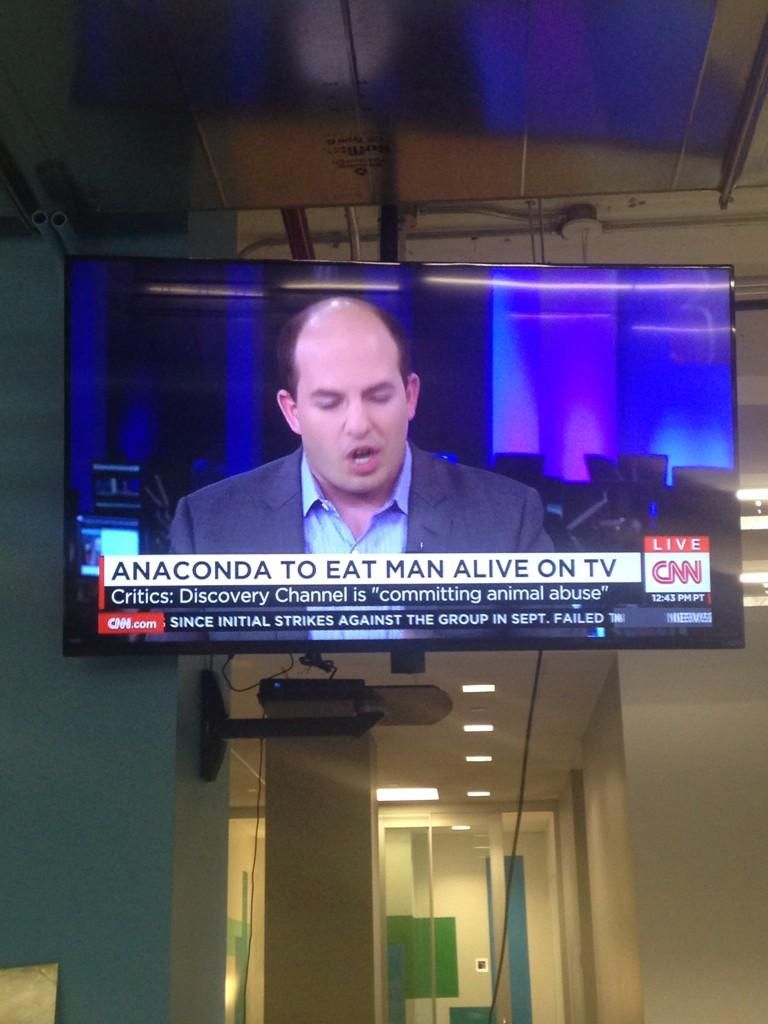 LIVE
ANACONDA TO EAT MAN ALIVE ON TV
CNN
Critics: Discovery Channel is "committing animal abuse"
12:43 PM PT
CNN.com
SINCE INITIAL STRIKES AGAINST THE GROUP IN SEPT. FAILED